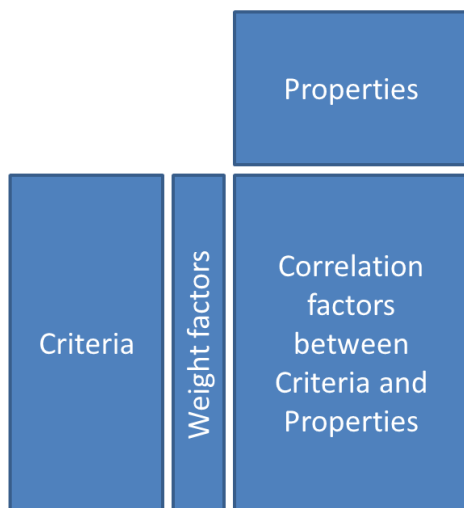 Properties
Criteria
Weight factors
Correlation
factors
between
Criteria and
Properties